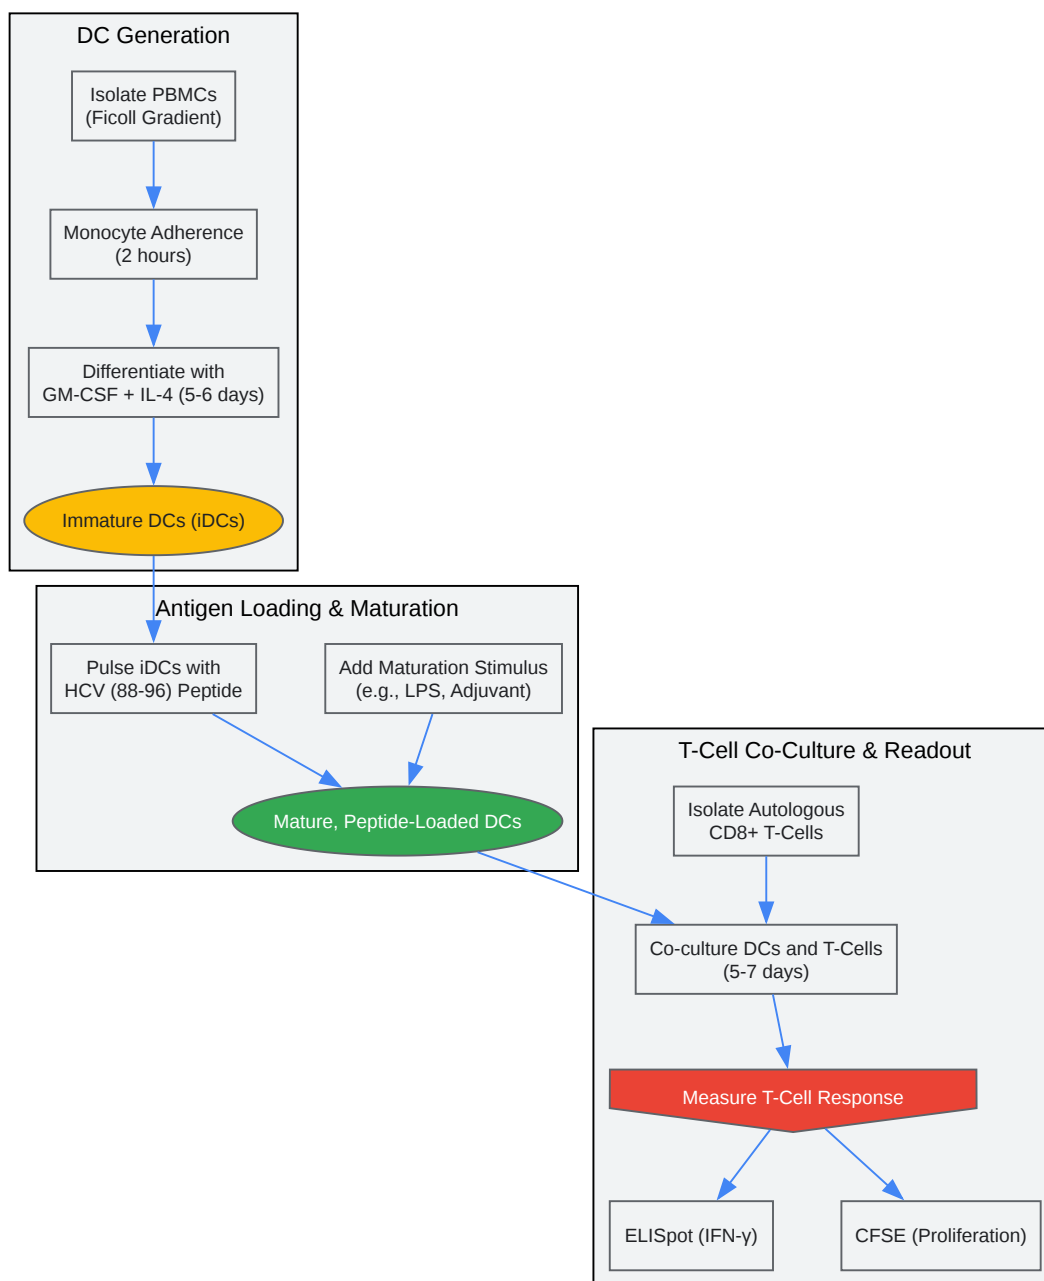 DC Generation
Isolate PBMCs
(Ficoll Gradient)
Monocyte Adherence
(2 hours)
Differentiate with
GM-CSF + IL-4 (5-6 days)
Immature DCs (iDCs)
Antigen Loading & Maturation
Pulse iDCs with
HCV (88-96) Peptide
Add Maturation Stimulus
(e.g., LPS, Adjuvant)
Mature, Peptide-Loaded DCs
T-Cell Co-Culture & Readout
Isolate Autologous
CD8+ T-Cells
Co-culture DCs and T-Cells
(5-7 days)
Measure T-Cell Response
ELISpot (IFN-γ)
CFSE (Proliferation)